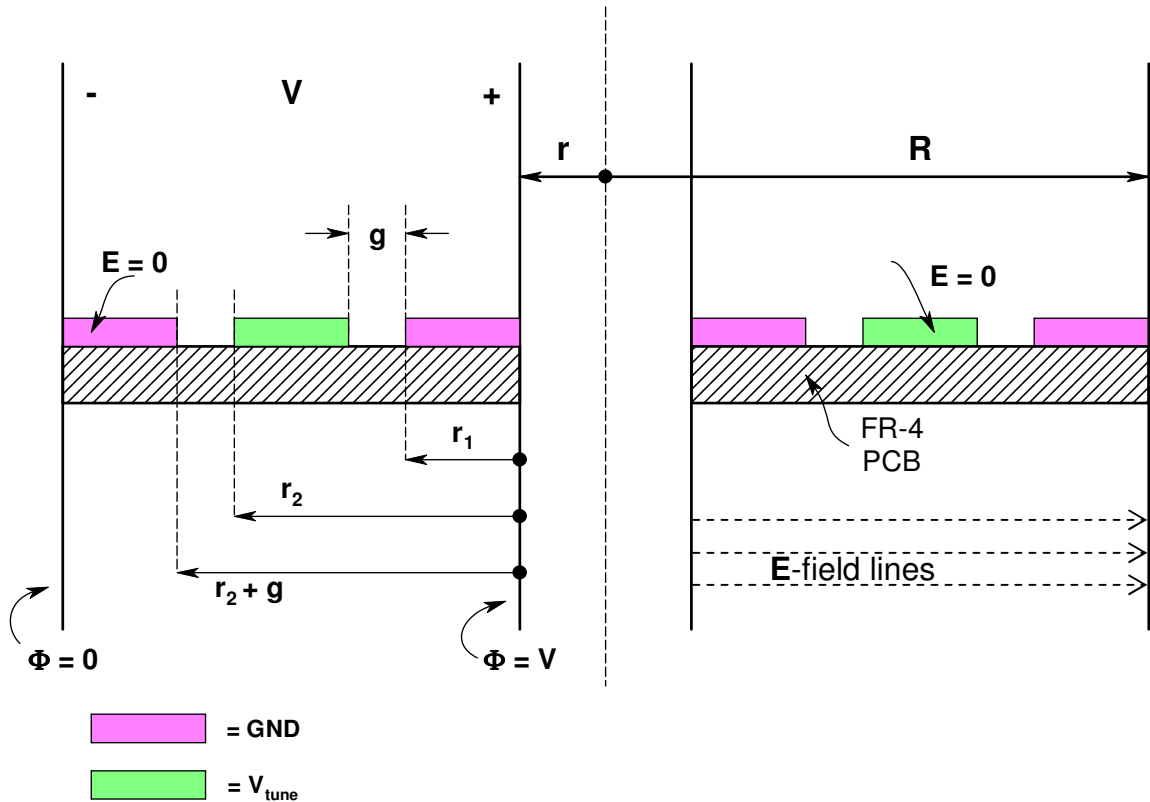 - V +
r
R
g
E = 0
E = 0
r1
FR-4
PCB
r2
E-field lines
r2 + g
Φ = 0
Φ = V
= GND
= Vtune